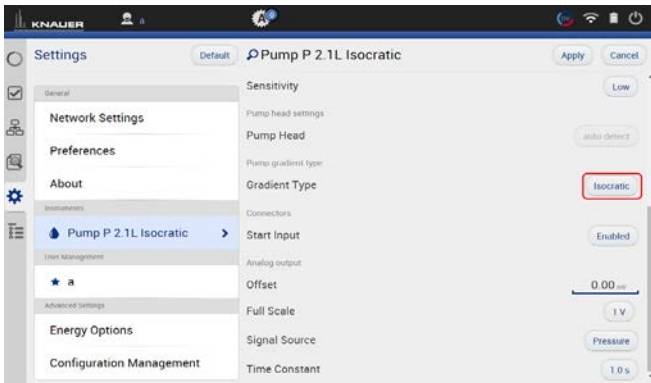 KNAUER
a
A
Settings
Default
Pump P 2.1L Isocratic
Apply
Cancel
General
Network Settings
Preferences
About
Instruments
Pump P 2.1L Isocratic
User Management
a
Advanced Settings
Energy Options
Configuration Management
Sensitivity
Low
Pump head settings
Pump Head
auto detect
Pump gradient type
Gradient Type
Isocratic
Connectors
Start Input
Enabled
Analog output
Offset
0.00 mV
Full Scale
1 V
Signal Source
Pressure
Time Constant
1.0 s